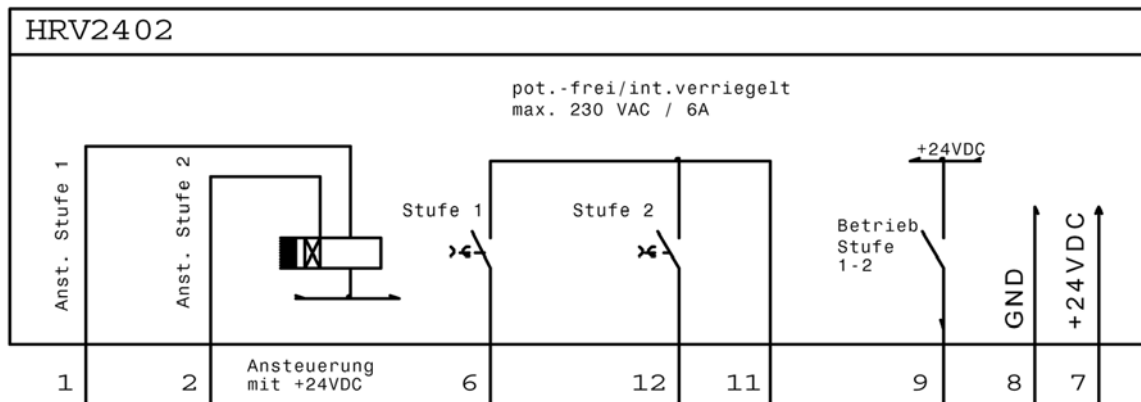 HRV2402
pot.-frei/int.verriegelt
max. 230 VAC / 6A
Anst. Stufe 1
Anst. Stufe 2
Stufe 1
Stufe 2
+24VDC
Betrieb
Stufe
1-2
GND
+24VDC
Ansteuerung
mit +24VDC
1
2
6
12
11
9
8
7